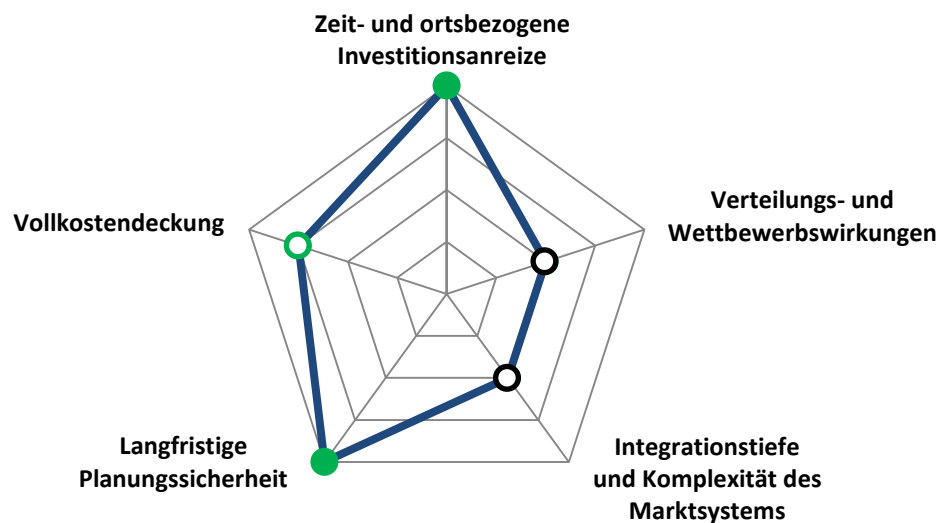 Zeit- und ortsbezogene
Investitionsanreize
Verteilungs- und
Wettbewerbswirkungen
Vollkostendeckung
Langfristige
Planungssicherheit
Integrationstiefe
und Komplexität des
Marktsystems